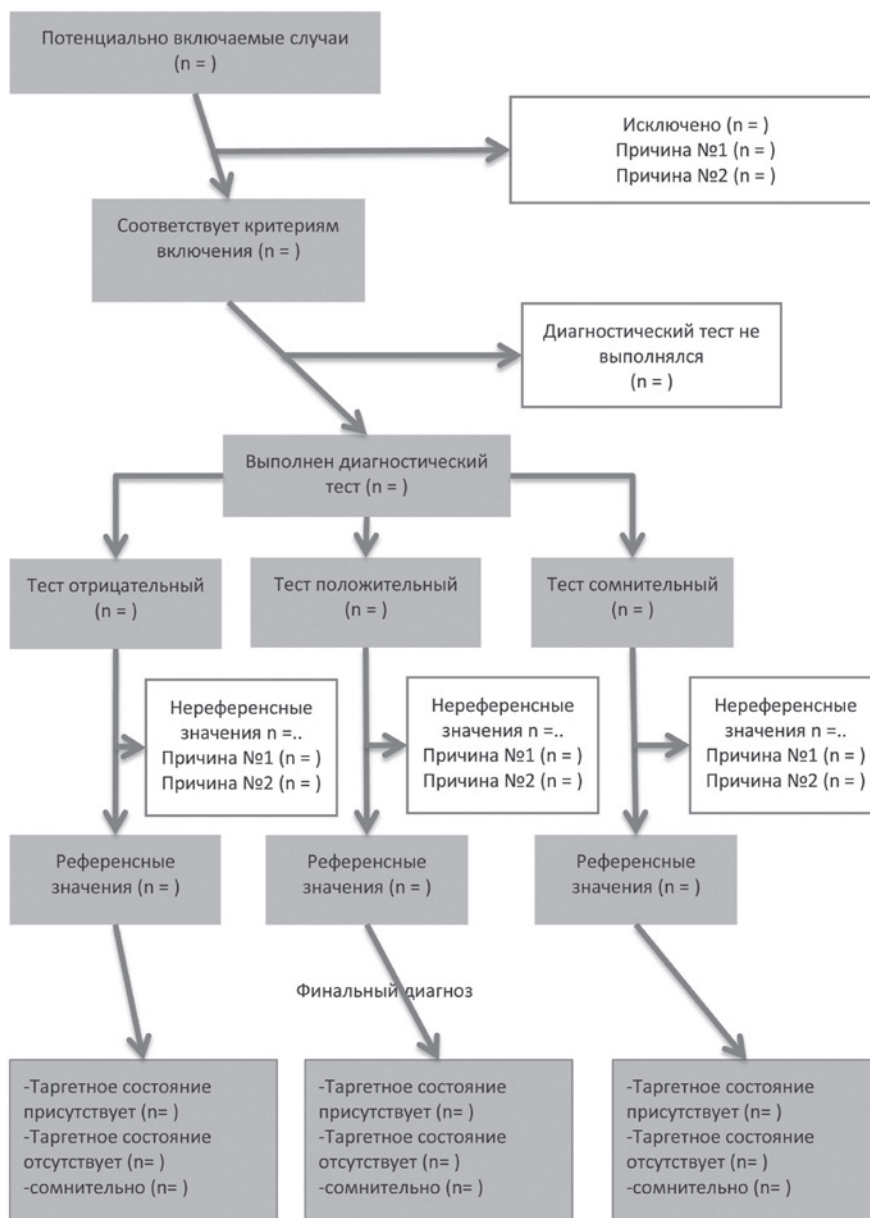 Потенциально включаемые случаи
(n = )
Исключено (n = )
Причина №1 (n = )
Причина №2 (n = )
Соответствует критериям
включения (n = )
Диагностический тест не
выполнялся
(n = )
Выполнен диагностический
тест (n = )
Тест отрицательный
(n = )
Тест положительный
(n = )
Тест сомнительный
(n = )
Нереференсные
значения n =..
Причина №1 (n = )
Причина №2 (n = )
Нереференсные
значения n =..
Причина №1 (n = )
Причина №2 (n = )
Нереференсные
значения n =..
Причина №1 (n = )
Причина №2 (n = )
Референсные
значения (n = )
Референсные
значения (n = )
Референсные
значения (n = )
Финальный диагноз
-Таргетное состояние
присутствует (n= )
-Таргетное состояние
отсутствует (n= )
-сомнительно (n= )
-Таргетное состояние
присутствует (n= )
-Таргетное состояние
отсутствует (n= )
-сомнительно (n= )
-Таргетное состояние
присутствует (n= )
-Таргетное состояние
отсутствует (n= )
-сомнительно (n= )